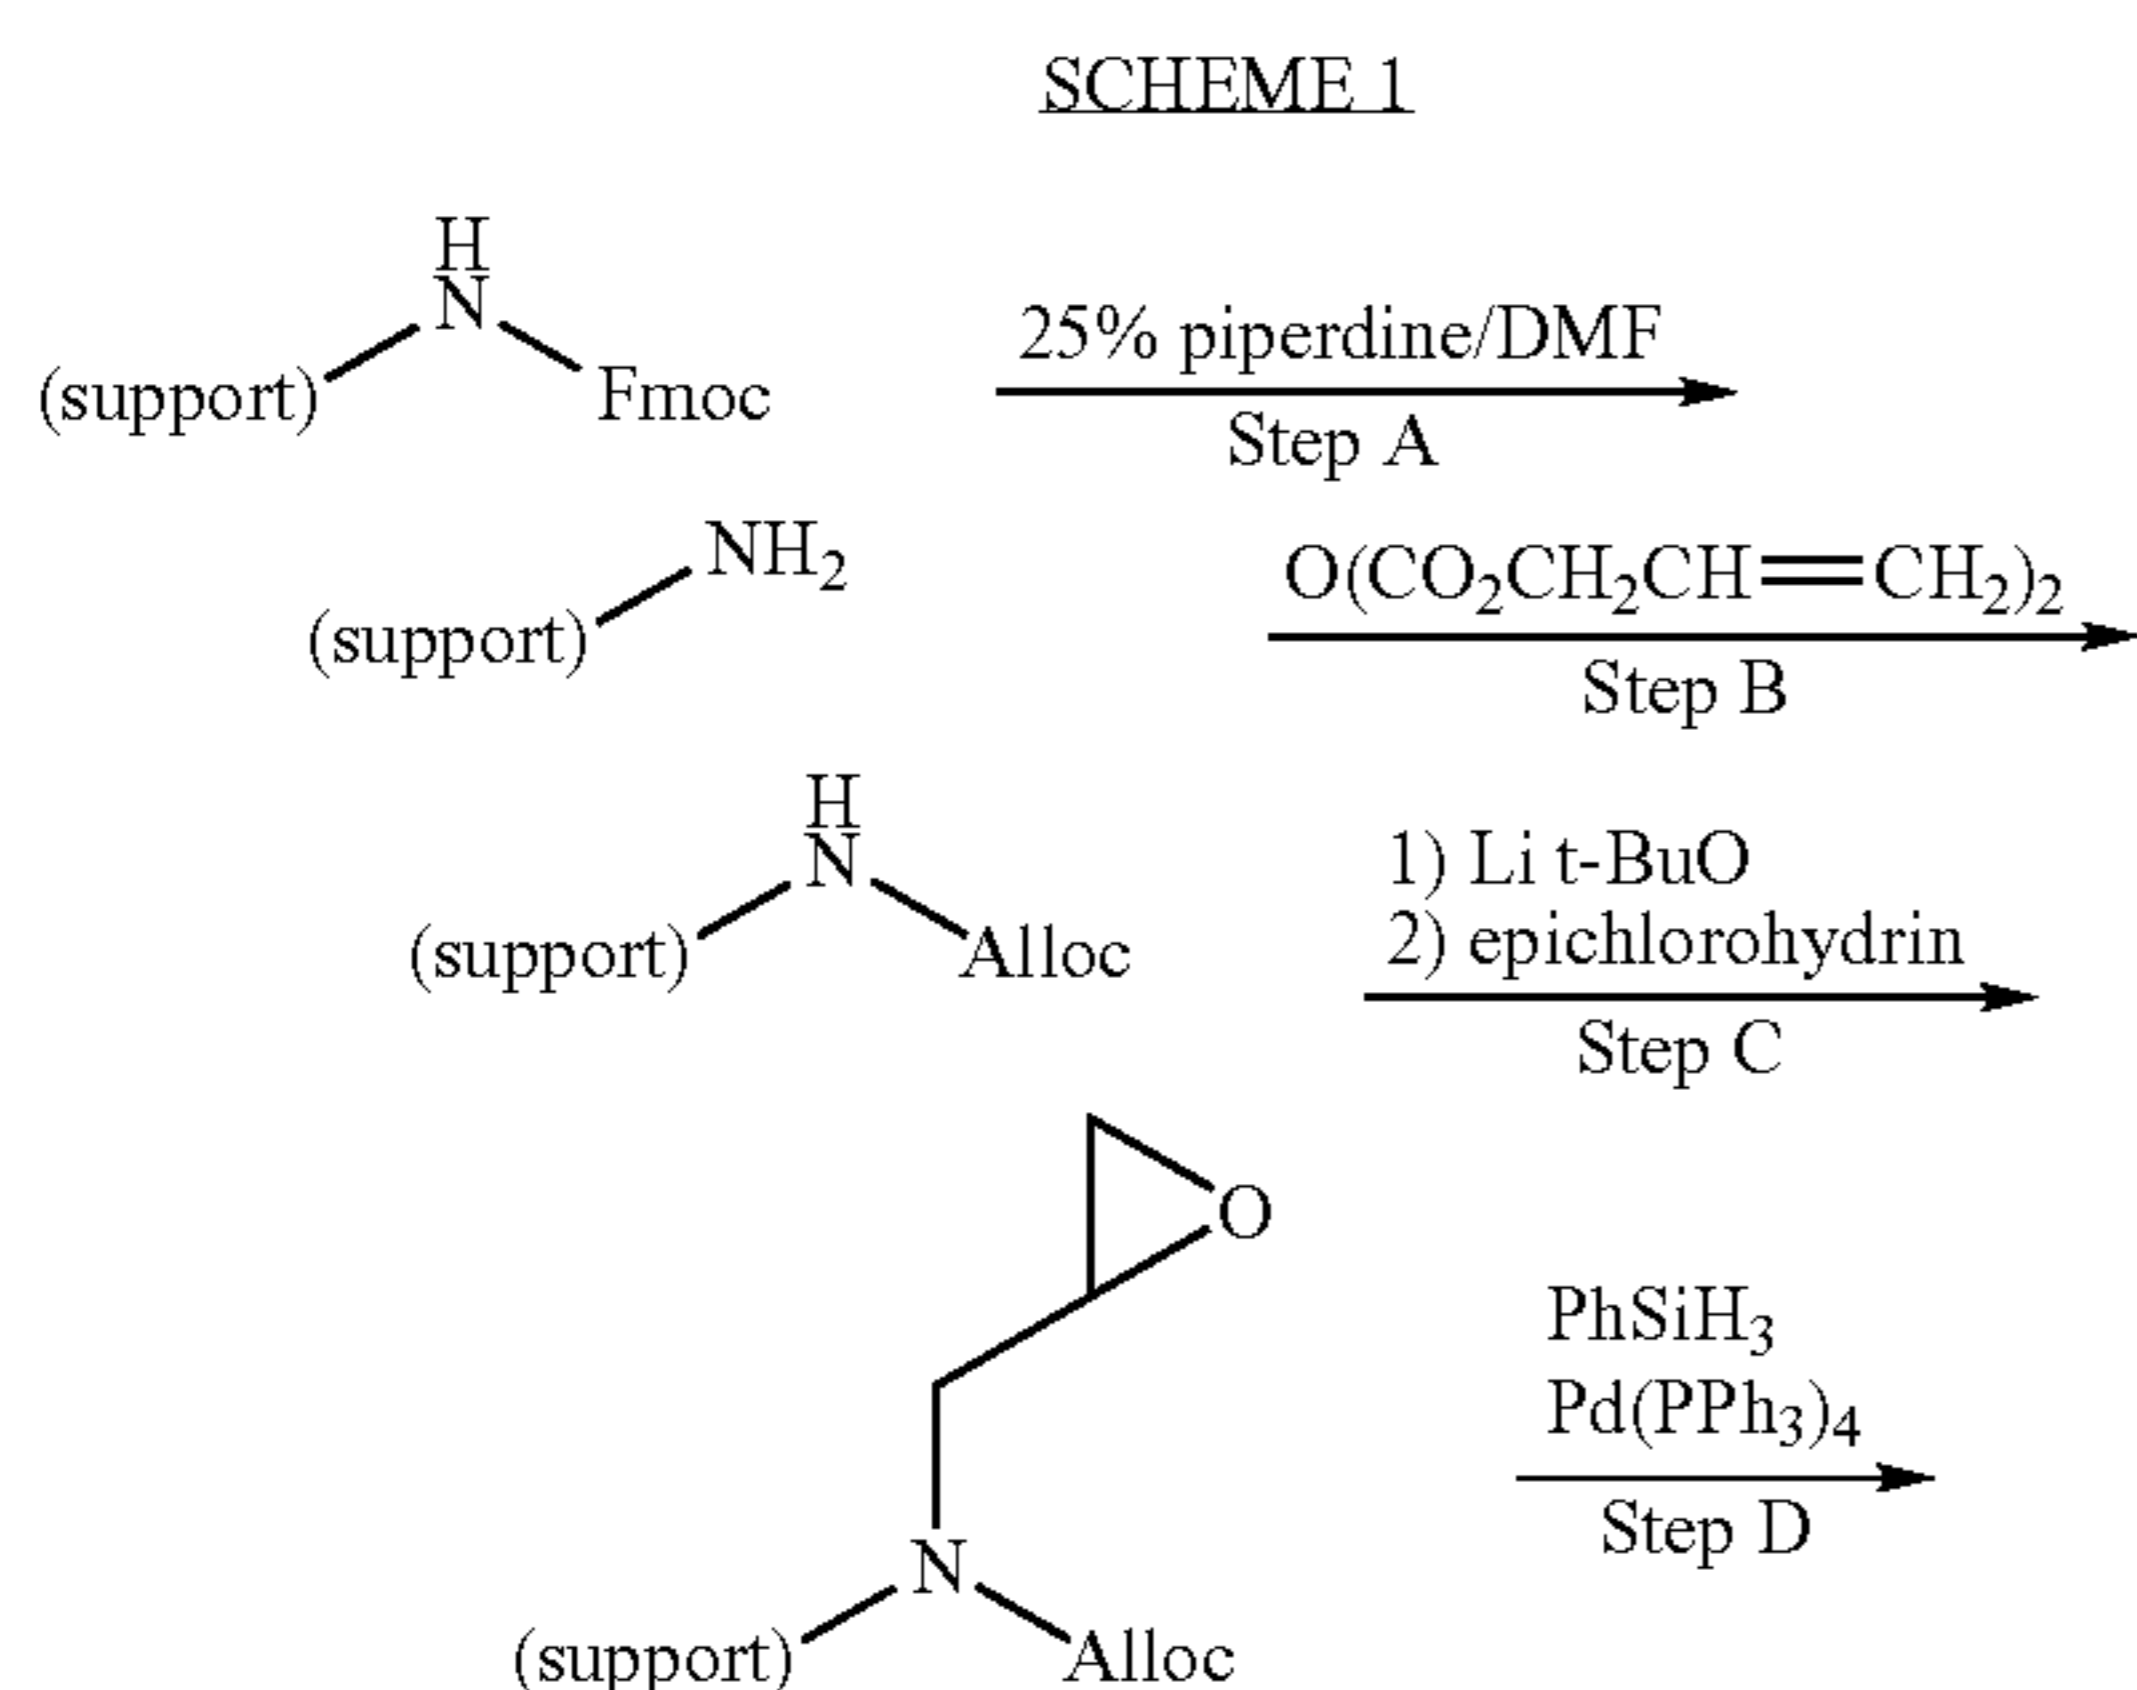 SCHEME 1
H
N
(support)
Fmoc
25% piperdine/DMF
Step A
NH2
(support)
O(CO2CH2CH=CH2)2
Step B
H
N
(support)
Alloc
1) Li t-BuO
2) epichlorohydrin
Step C
O
N
(support)
Alloc
PhSiH3
Pd(PPh3)4
Step D